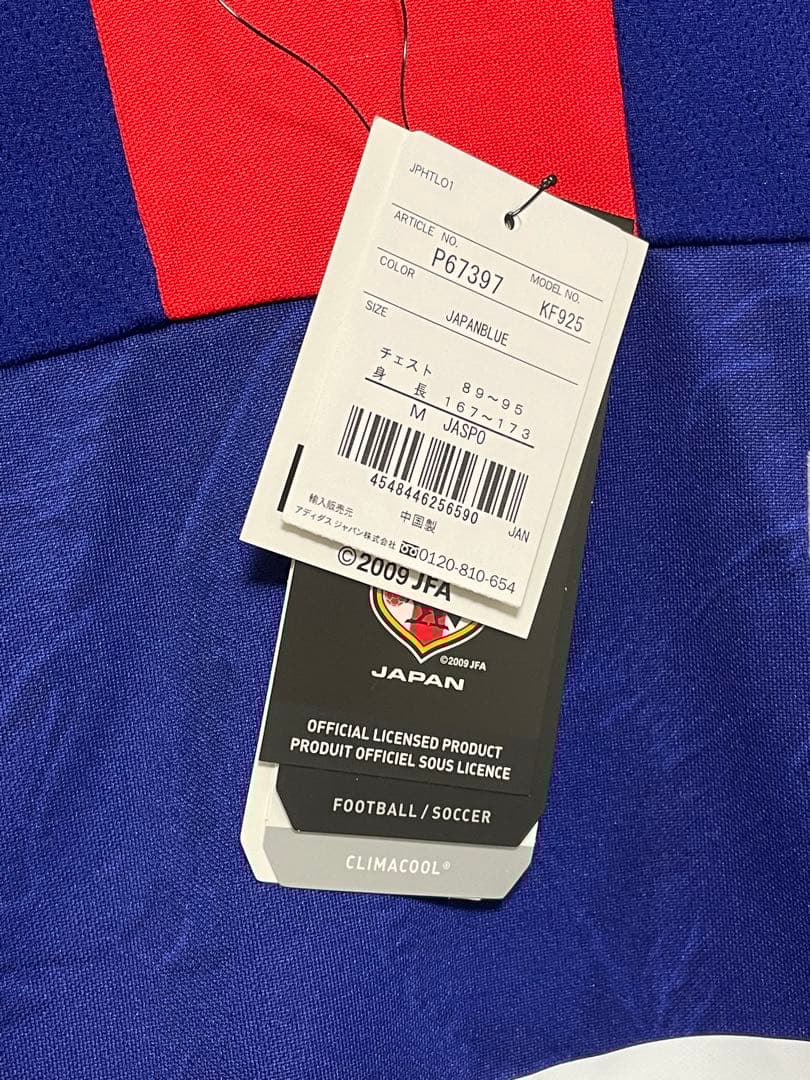 JPHTL01
ARTICLE NO.
P67397
MODEL NO.
KF925
COLOR
JAPANBLUE
SIZE
チェスト 89~95
身 長 167~173
M JASPO
4548446256590
JAN
中国製
輸入販売元
アディダス ジャパン株式会社 0120-810-654
©2009 JFA
©2009 JFA
JAPAN
OFFICIAL LICENSED PRODUCT
PRODUIT OFFICIEL SOUS LICENCE
FOOTBALL/SOCCER
CLIMACOOL®